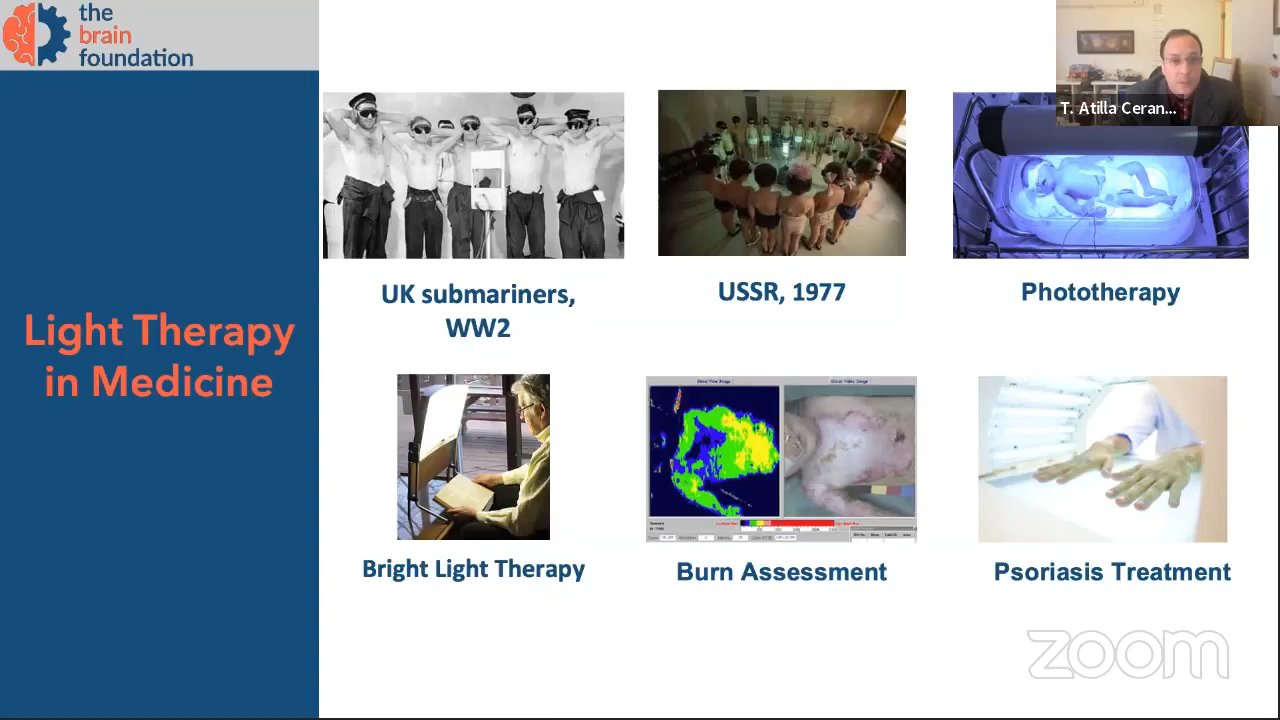 the
brain
foundation
T. Atilla Ceran...
Light Therapy
in Medicine
UK submariners,
WW2
USSR, 1977
Phototherapy
Bright Light Therapy
Burn Assessment
Psoriasis Treatment
zoom